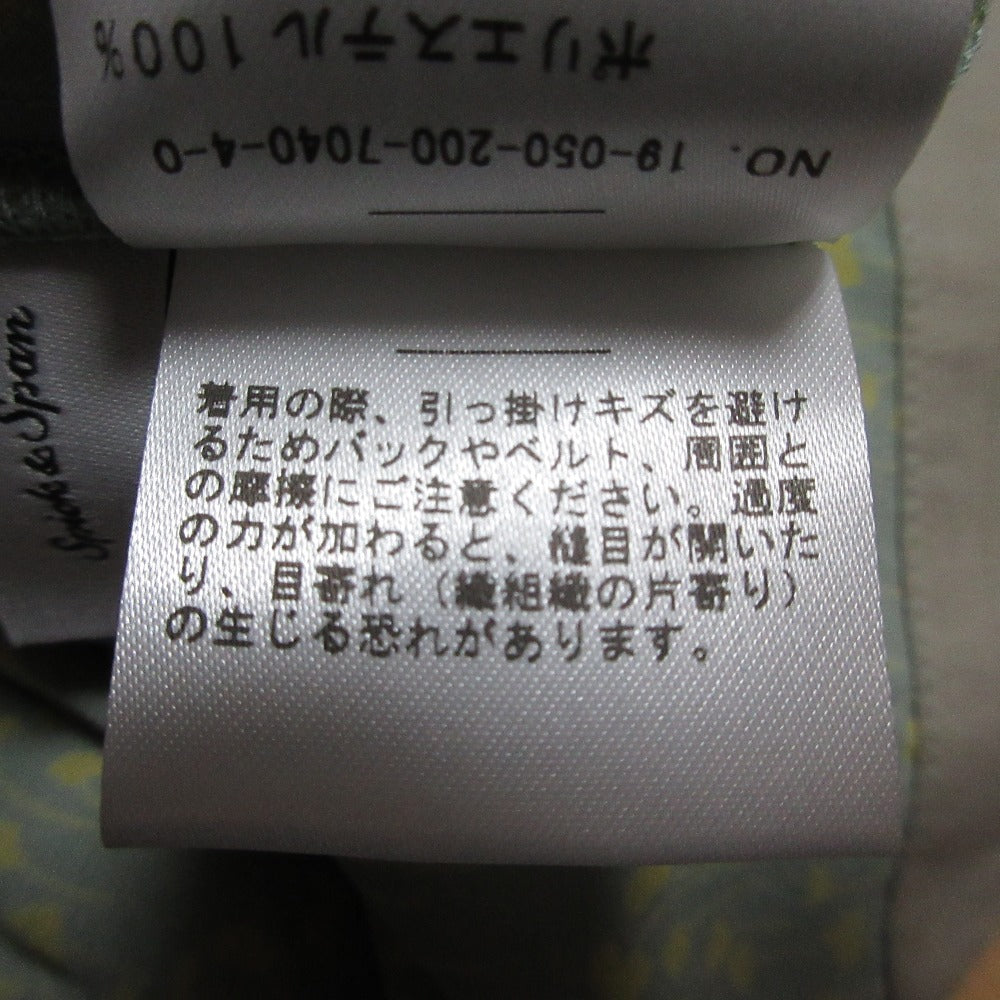 ポリエステル 100%
NO. 19-050-200-7040-4-0
Spick & Span
着用の際、引っ掛けキズを避け
るためバックやベルト、周囲と
の摩擦にご注意ください。過度
の力が加わると、縫目が開いた
り、目寄れ（繊組織の片寄り）
の生じる恐れがあります。